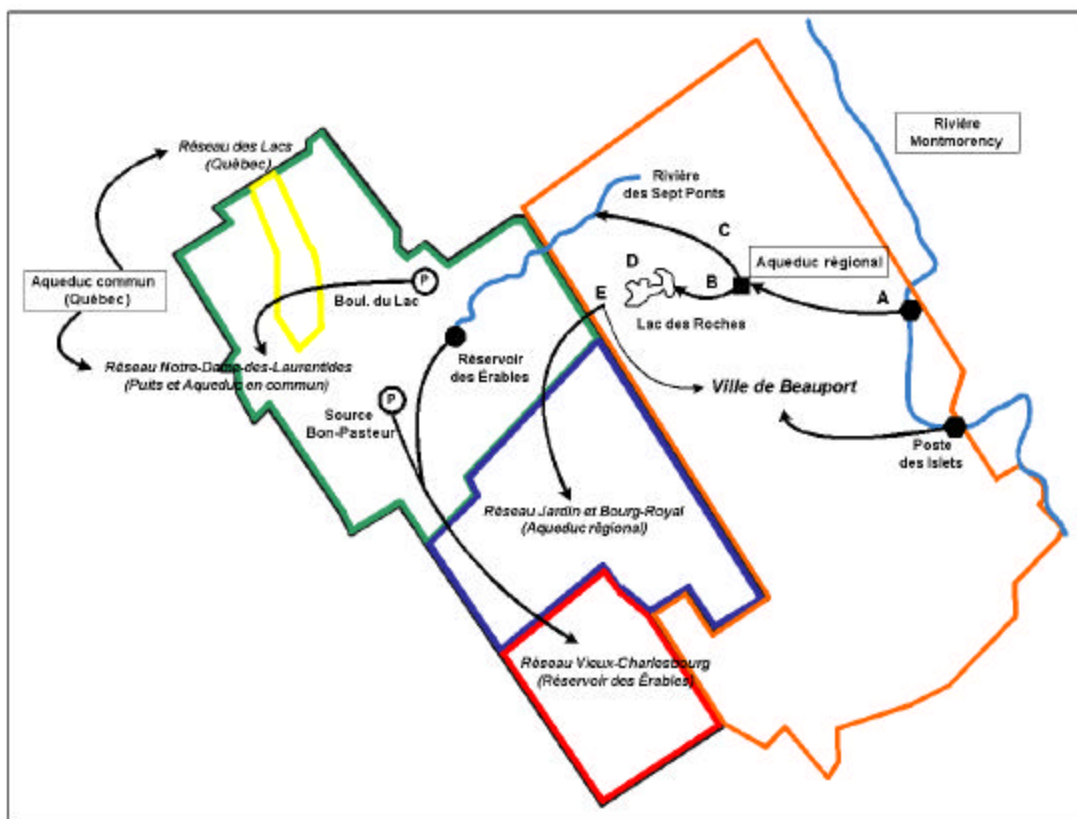 Rivière
Montmorency
Réseau des Lacs
(Québec)
Rivière
des Sept Ponts
C
Aqueduc régional
D
B
A
Aqueduc commun
(Québec)
P
Boul. du Lac
E
Lac des Roches
Réservoir
des Érables
Réseau Notre-Dame-des-Laurentides
(Puits et Aqueduc en commun)
Ville de Beauport
P
Source
Bon-Pasteur
Poste
des Islets
Réseau Jardin et Bourg-Royal
(Aqueduc régional)
Réseau Vieux-Charlesbourg
(Réservoir des Érables)